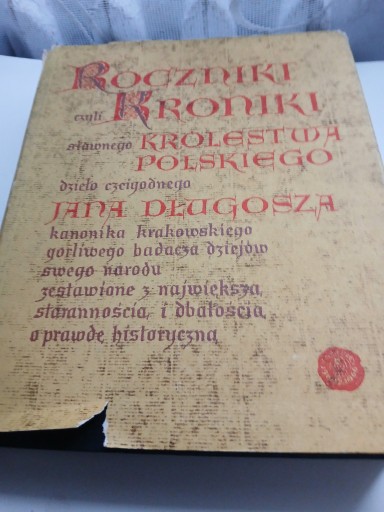 ROCZNIKI
czyli KRONIKI
sławnego KRÓLESTWA
POLSKIEGO
dzieło czcigodnego
JANA DŁUGOSZA
kanonika krakowskiego
gorliwego badacza dziejów
swego narodu
zestawione z największą
starannością i dbałością
o prawdę historyczną